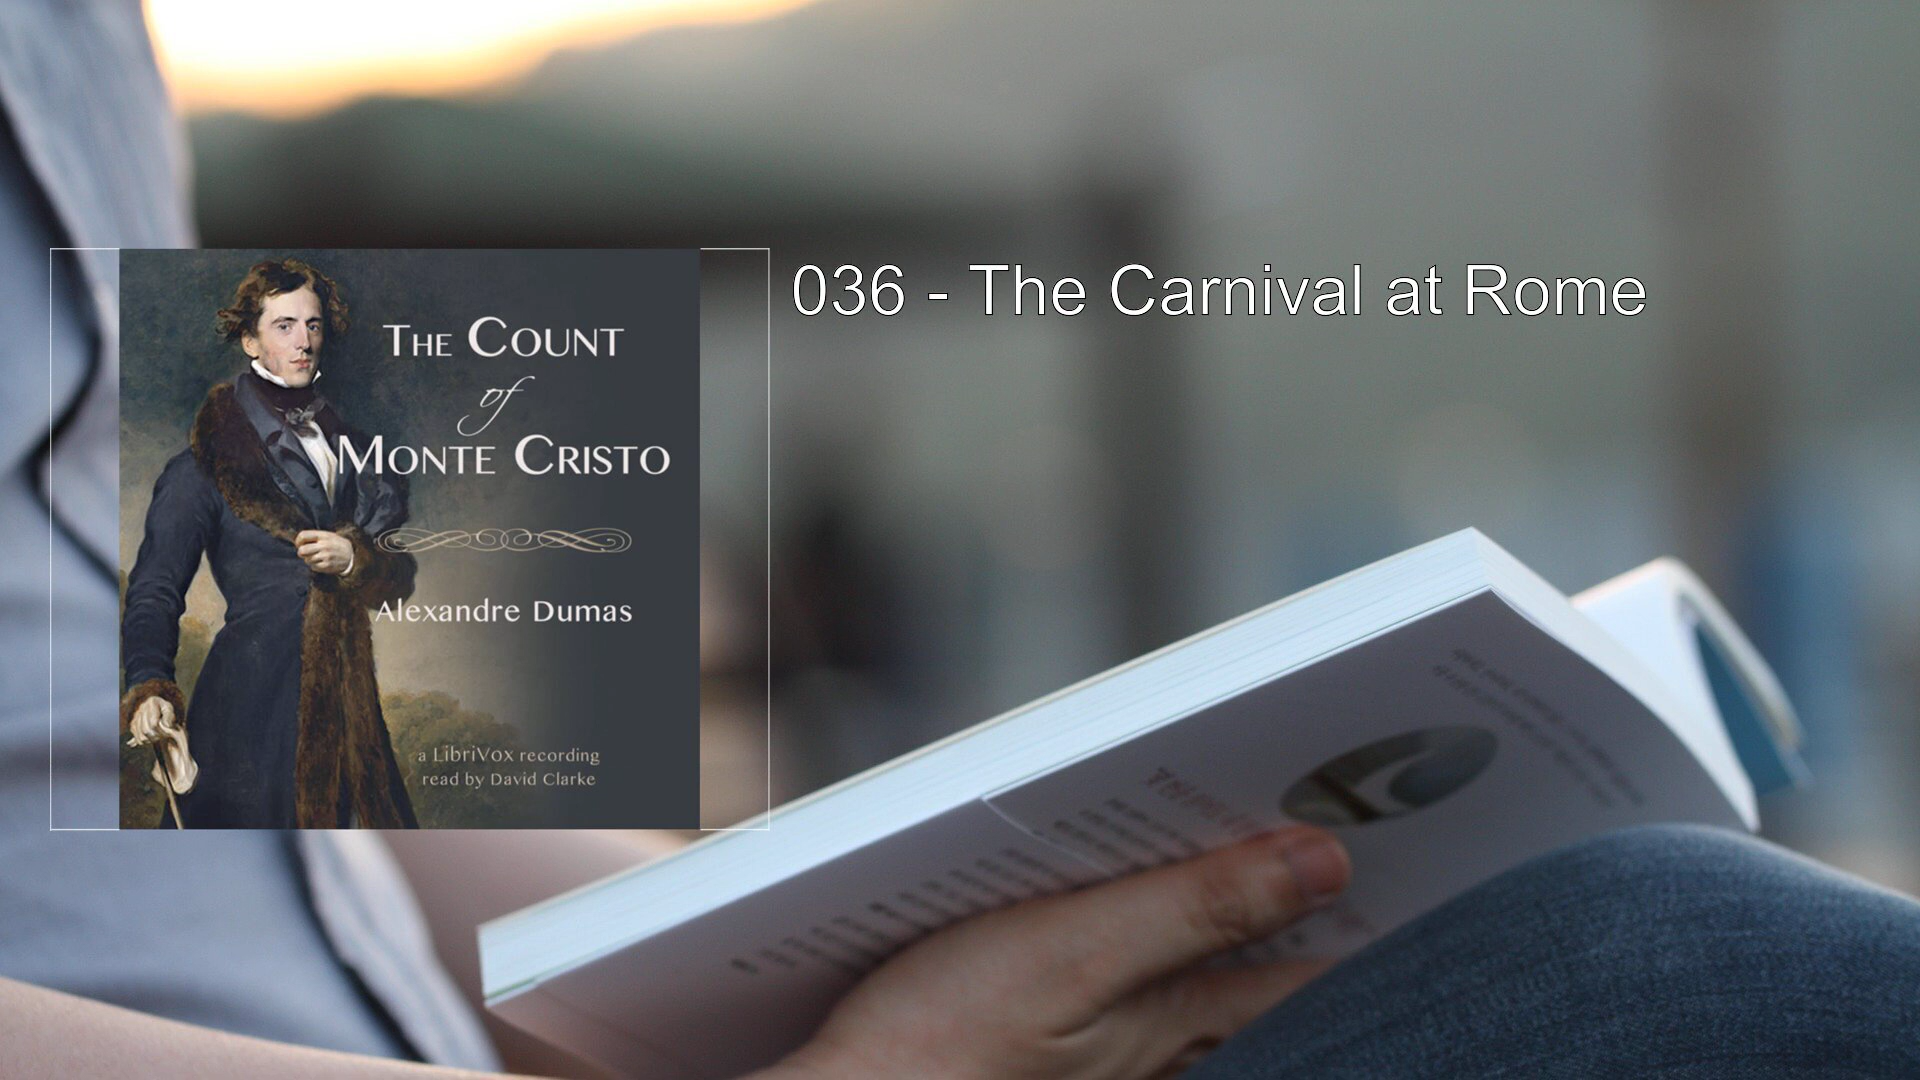 036 - The Carnival at Rome
THE COUNT
of
MONTE CRISTO
Alexandre Dumas
a LibriVox recording
read by David Clarke